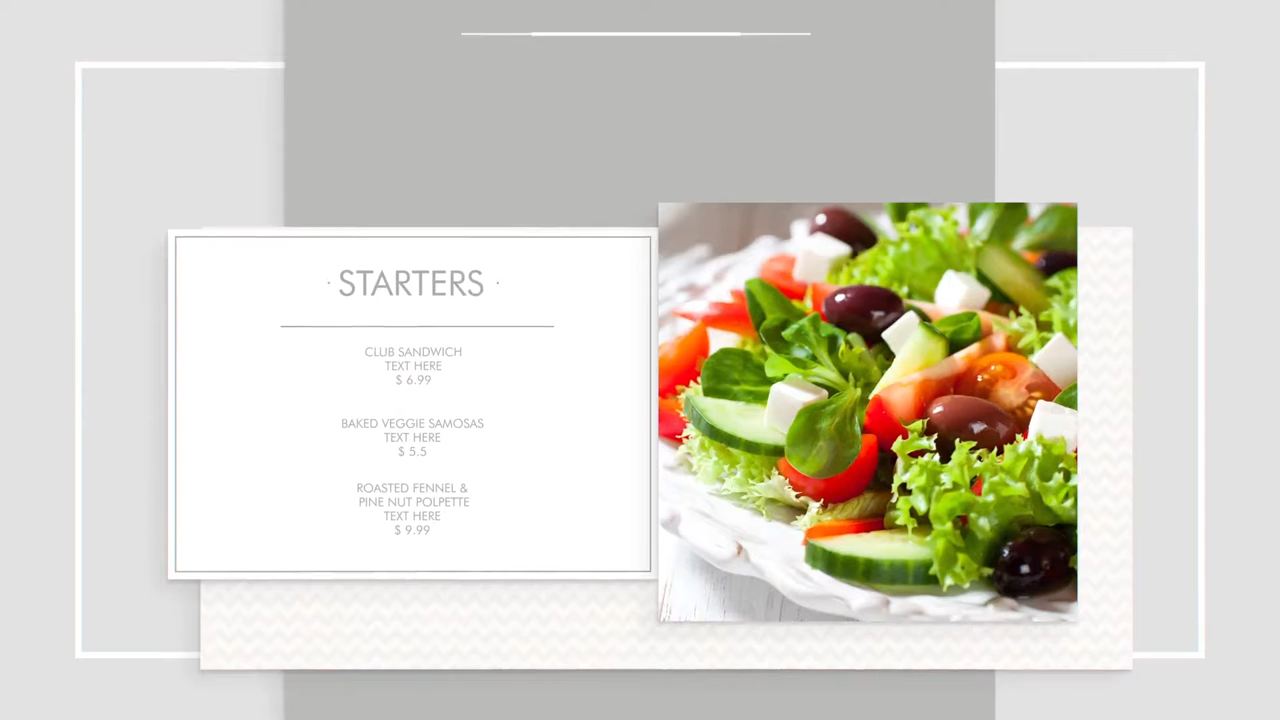 · STARTERS ·
CLUB SANDWICH
TEXT HERE
$ 6.99
BAKED VEGGIE SAMOSAS
TEXT HERE
$ 5.5
ROASTED FENNEL &
PINE NUT POLPETTE
TEXT HERE
$ 9.99